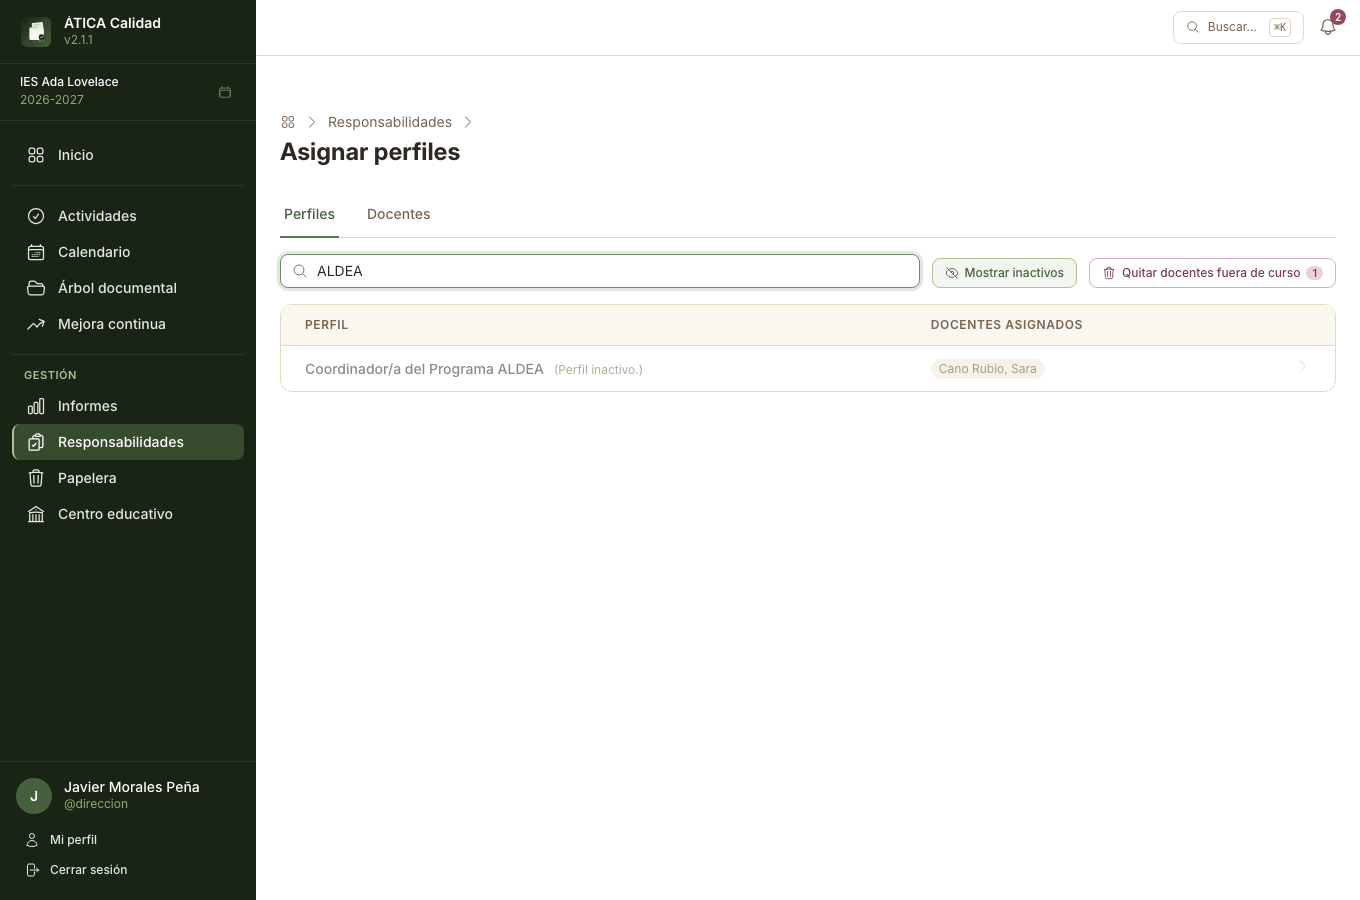 ÁTICA Calidad
v2.1.1
IES Ada Lovelace
2026-2027
Inicio
Actividades
Calendario
Árbol documental
Mejora continua
GESTIÓN
Informes
Responsabilidades
Papelera
Centro educativo
J
Javier Morales Peña
@direccion
Mi perfil
Cerrar sesión
Buscar... ⌘K
2
Responsabilidades
Asignar perfiles
Perfiles Docentes
ALDEA
Mostrar inactivos
Quitar docentes fuera de curso 1
PERFIL DOCENTES ASIGNADOS
Coordinador/a del Programa ALDEA (Perfil inactivo.) Cano Rubio, Sara